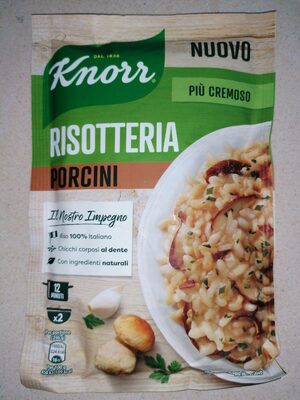 DAL 1838
Knorr
NUOVO
PIÙ CREMOSO
RISOTTERIA
PORCINI
Il Nostro Impegno
Riso 100% Italiano
Chicchi corposi al dente
Con ingredienti naturali
12
MINUTI
x2